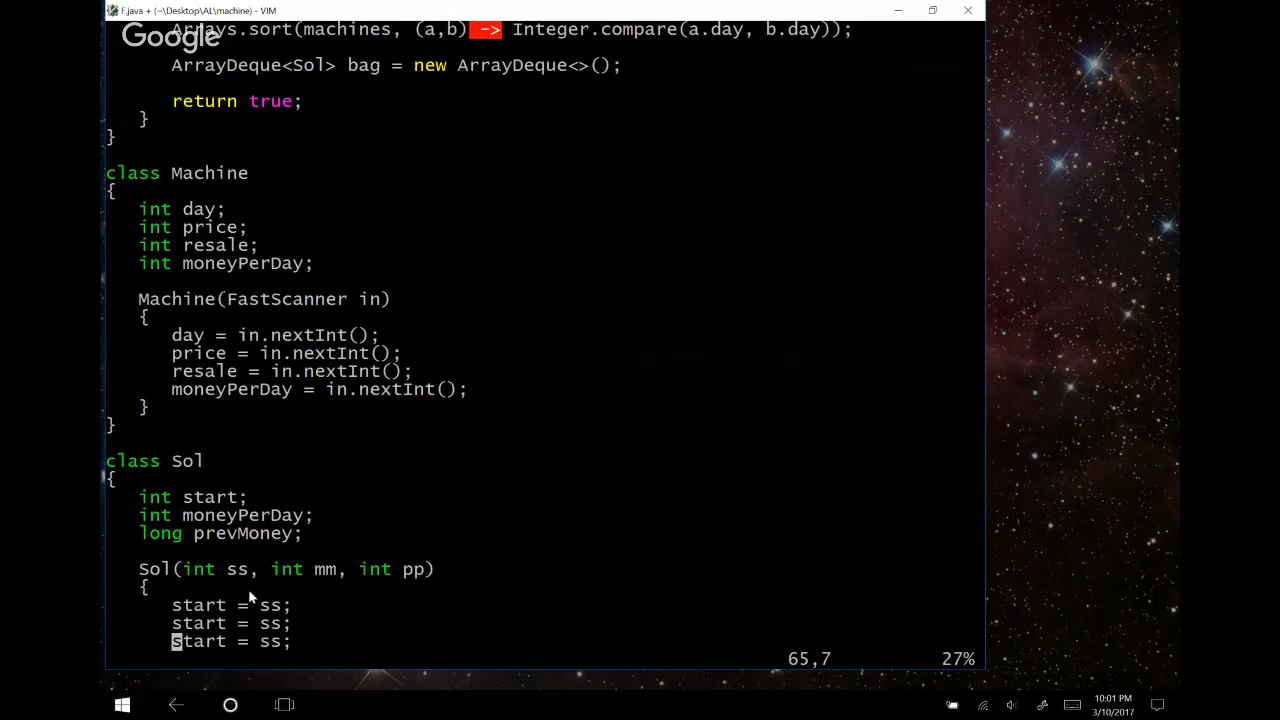 F.java + (~\Desktop\AL\machine) - VIM
Google
Arrays.sort(machines, (a,b) -> Integer.compare(a.day, b.day));
ArrayDeque<Sol> bag = new ArrayDeque<>();
return true;
}
}
class Machine
{
int day;
int price;
int resale;
int moneyPerDay;
Machine(FastScanner in)
{
day = in.nextInt();
price = in.nextInt();
resale = in.nextInt();
moneyPerDay = in.nextInt();
}
}
class Sol
{
int start;
int moneyPerDay;
long prevMoney;
Sol(int ss, int mm, int pp)
{
start = ss;
start = ss;
start = ss;
65,7 27%
10:01 PM
3/10/2017